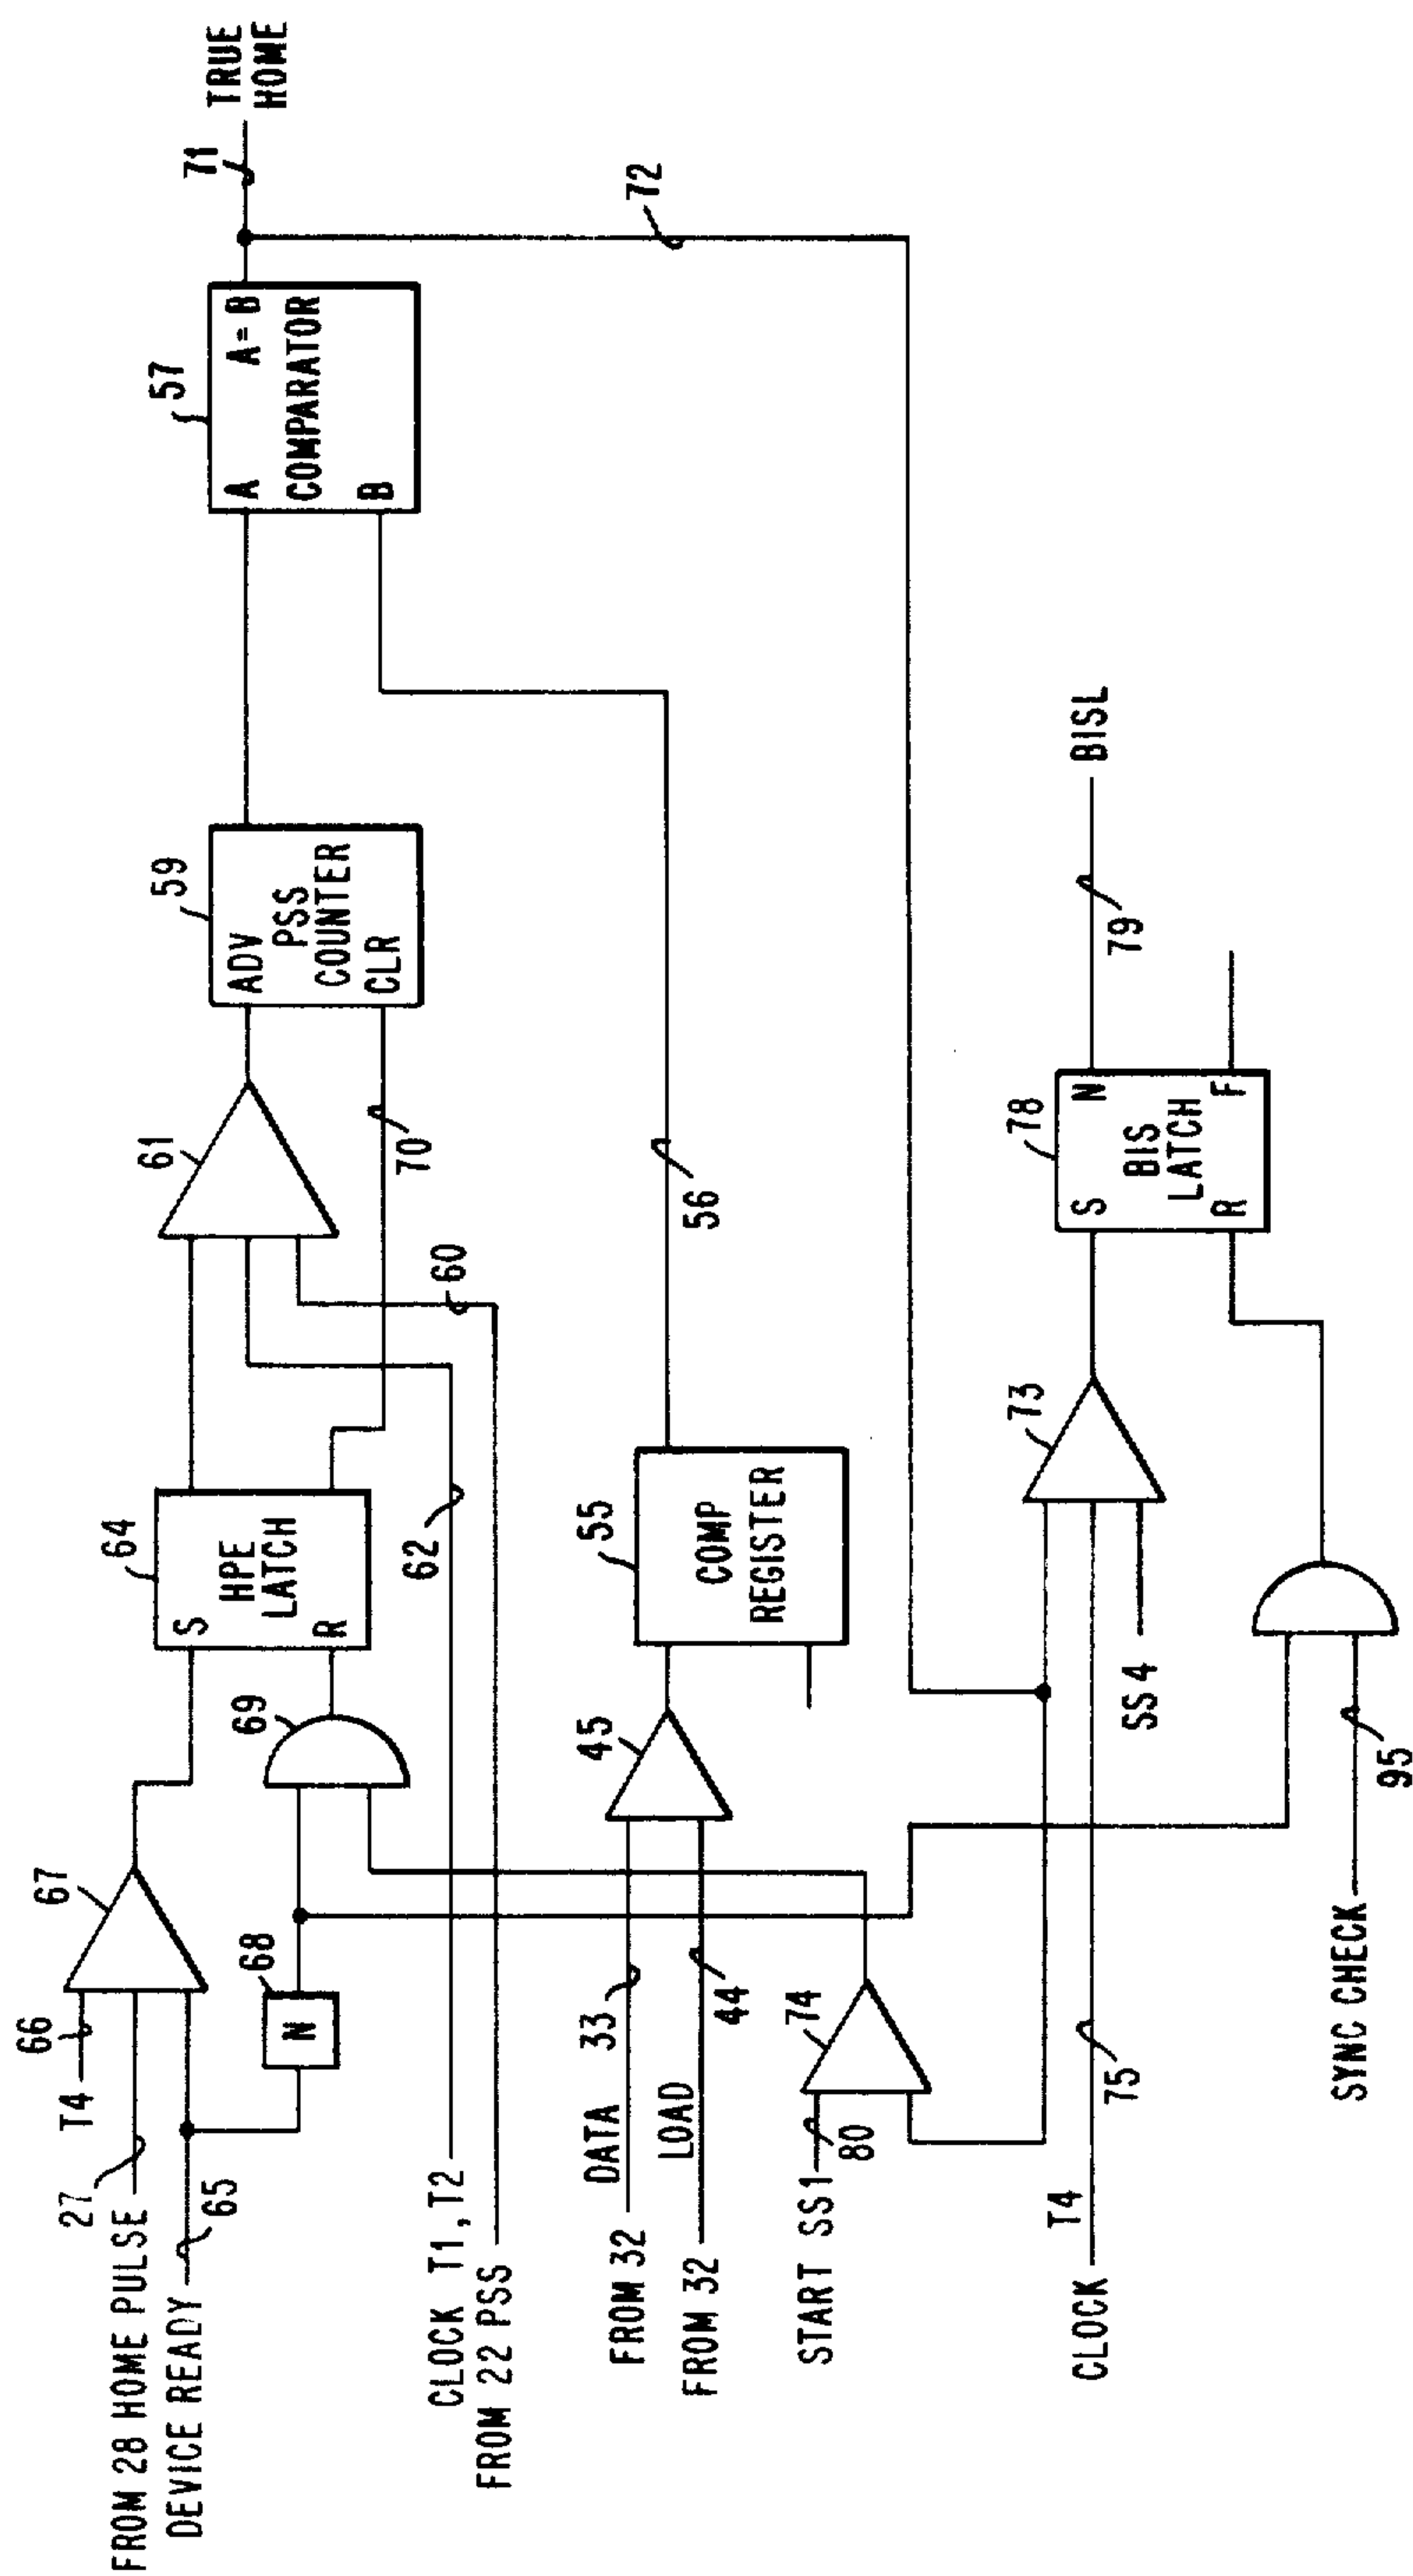 FROM 28 HOME PULSE
27
T4
66
67
DEVICE READY
65
N
68
69
S
HPE
LATCH
R
64
CLOCK T1, T2
62
FROM 22 PSS
60
61
70
ADV
PSS
COUNTER
CLR
59
A
A = B
COMPARATOR
B
57
71
TRUE
HOME
72
FROM 32
DATA
33
FROM 32
LOAD
44
45
COMP
REGISTER
55
56
START SS1
80
74
CLOCK
T4
75
SS4
73
S
N
BIS
LATCH
R
F
78
79
BISL
SYNC CHECK
95